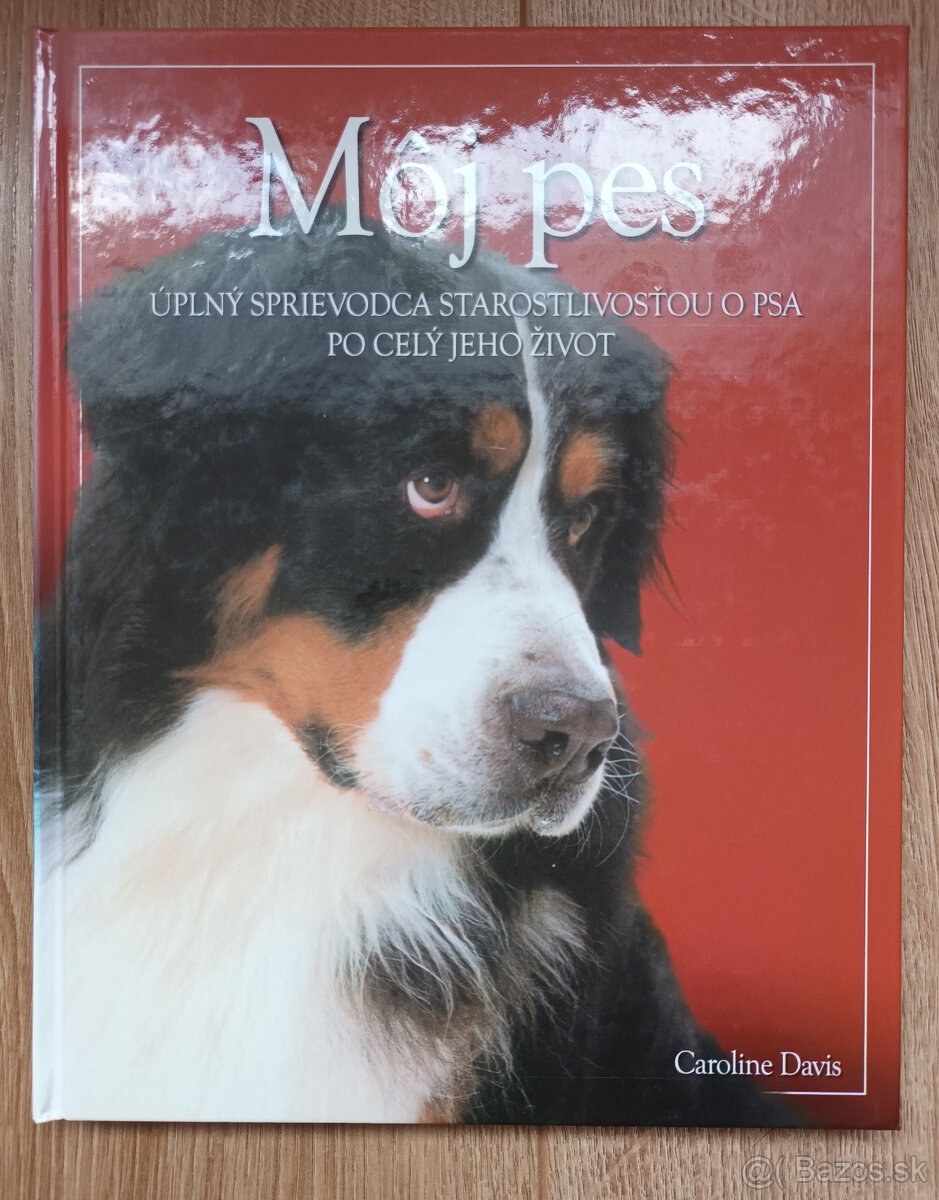 Môj pes
ÚPLNÝ SPRIEVODCA STAROSTLIVOSŤOU O PSA
PO CELÝ JEHO ŽIVOT
Caroline Davis
@( Bazos.sk